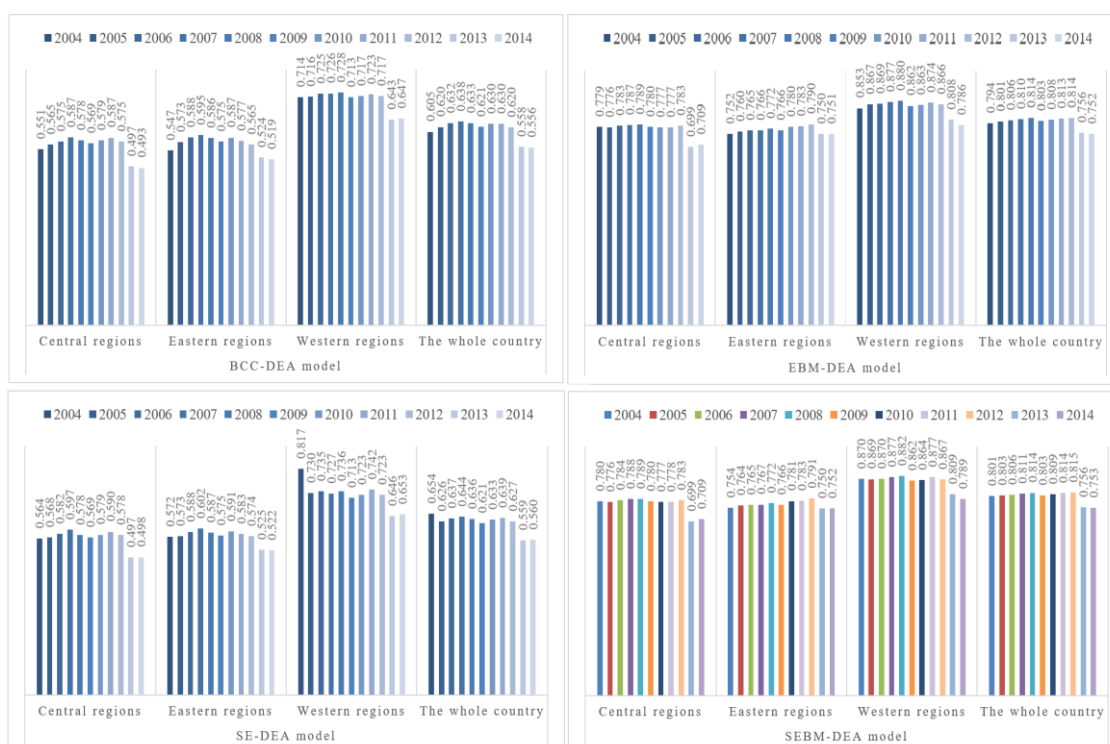 2004 2005 2006 2007 2008 2009 2010 2011 2012 2013 2014
0.551 0.565 0.575 0.587 0.578 0.569 0.579 0.587 0.575 0.497 0.493
0.547 0.573 0.588 0.595 0.586 0.575 0.587 0.577 0.565 0.524 0.519
0.714 0.716 0.725 0.726 0.728 0.713 0.717 0.723 0.717 0.643 0.647
0.605 0.620 0.632 0.638 0.633 0.621 0.630 0.630 0.620 0.558 0.556
Central regions Eastern regions Western regions The whole country
BCC-DEA model
2004 2005 2006 2007 2008 2009 2010 2011 2012 2013 2014
0.779 0.776 0.783 0.787 0.789 0.780 0.777 0.777 0.783 0.699 0.709
0.752 0.760 0.765 0.766 0.772 0.766 0.780 0.783 0.790 0.750 0.751
0.853 0.867 0.869 0.877 0.880 0.862 0.863 0.874 0.866 0.808 0.786
0.794 0.801 0.806 0.810 0.814 0.803 0.808 0.813 0.814 0.756 0.752
Central regions Eastern regions Western regions The whole country
EBM-DEA model
2004 2005 2006 2007 2008 2009 2010 2011 2012 2013 2014
0.564 0.568 0.582 0.597 0.578 0.569 0.579 0.590 0.578 0.497 0.498
0.572 0.573 0.588 0.602 0.587 0.575 0.591 0.583 0.574 0.525 0.522
0.817 0.730 0.735 0.727 0.736 0.713 0.723 0.742 0.723 0.646 0.653
0.654 0.626 0.637 0.644 0.636 0.621 0.633 0.639 0.627 0.559 0.560
Central regions Eastern regions Western regions The whole country
SE-DEA model
2004 2005 2006 2007 2008 2009 2010 2011 2012 2013 2014
0.780 0.776 0.784 0.788 0.789 0.780 0.777 0.778 0.783 0.699 0.709
0.754 0.764 0.765 0.767 0.772 0.766 0.781 0.783 0.791 0.750 0.752
0.870 0.869 0.870 0.877 0.882 0.862 0.864 0.877 0.867 0.809 0.789
0.801 0.803 0.806 0.811 0.814 0.803 0.809 0.814 0.815 0.756 0.753
Central regions Eastern regions Western regions The whole country
SEBM-DEA model